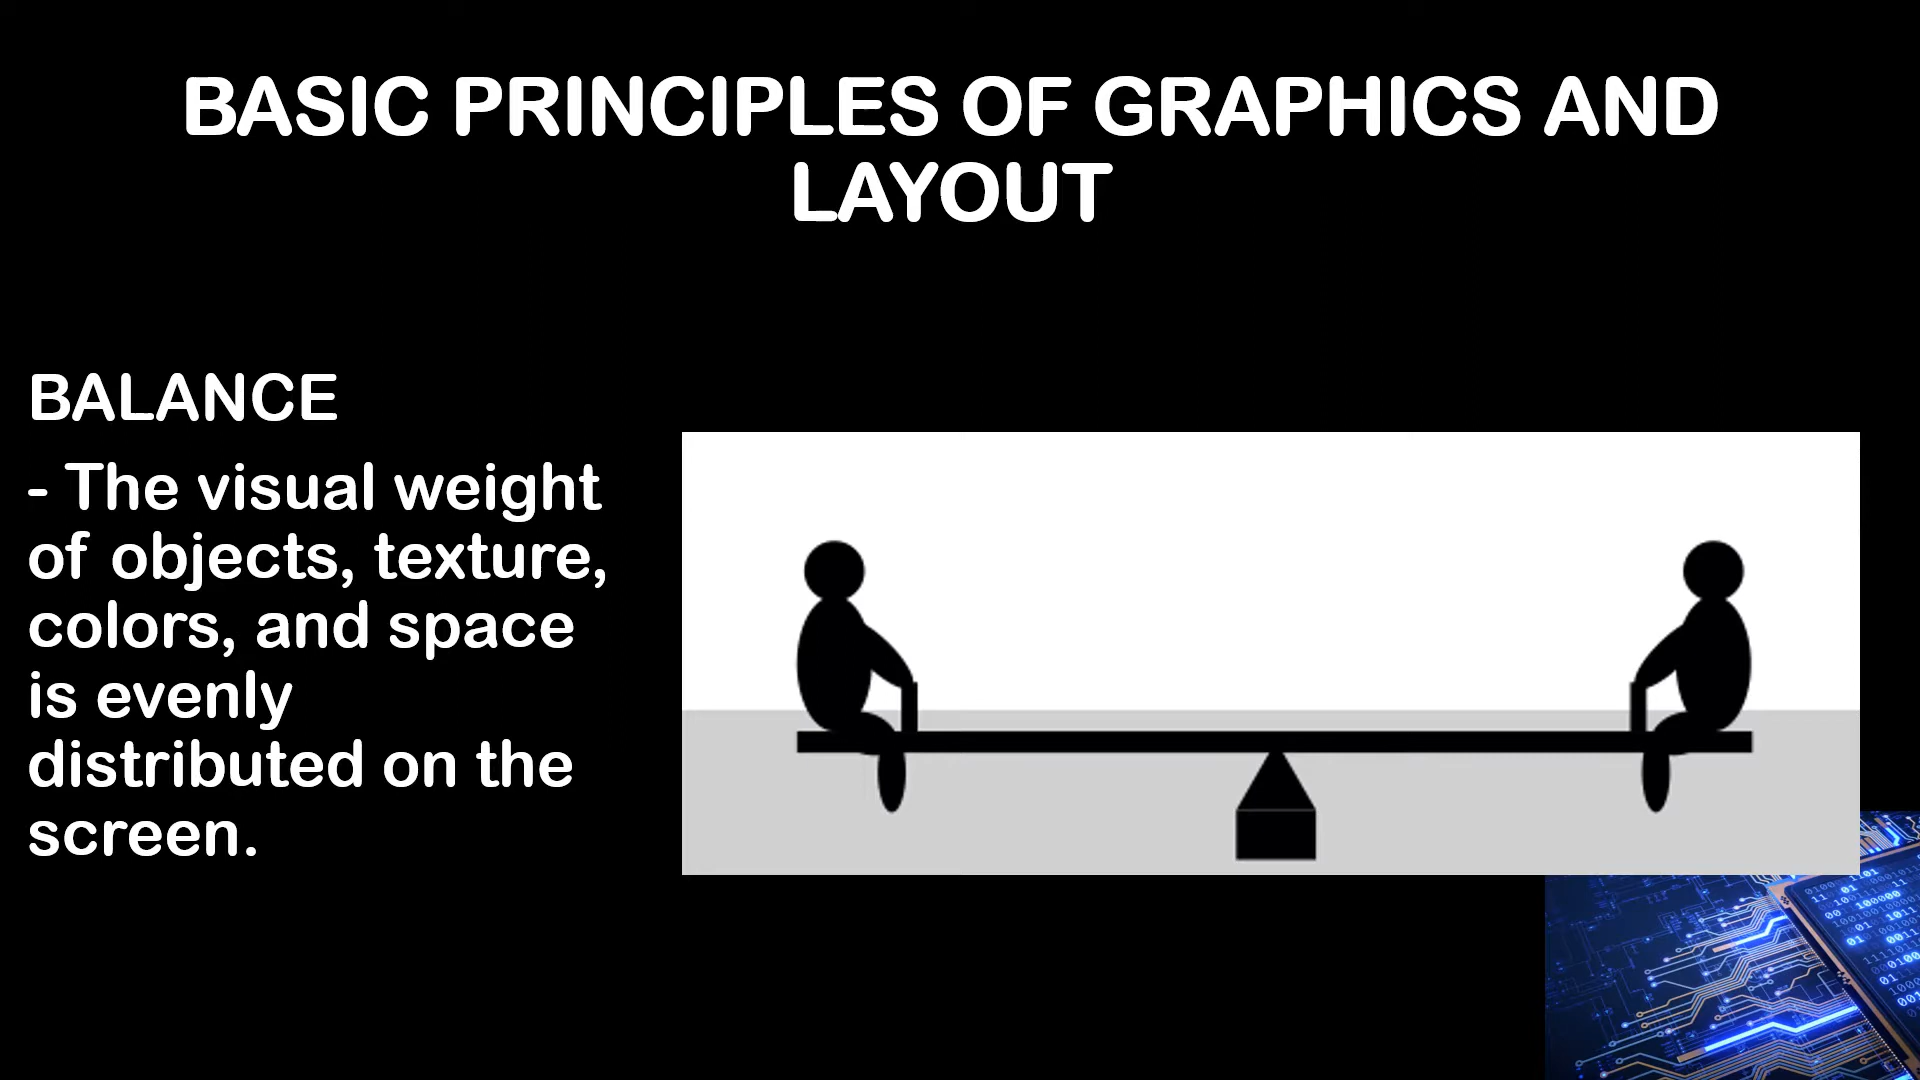 BASIC PRINCIPLES OF GRAPHICS AND
LAYOUT
BALANCE
- The visual weight
of objects, texture,
colors, and space
is evenly
distributed on the
screen.